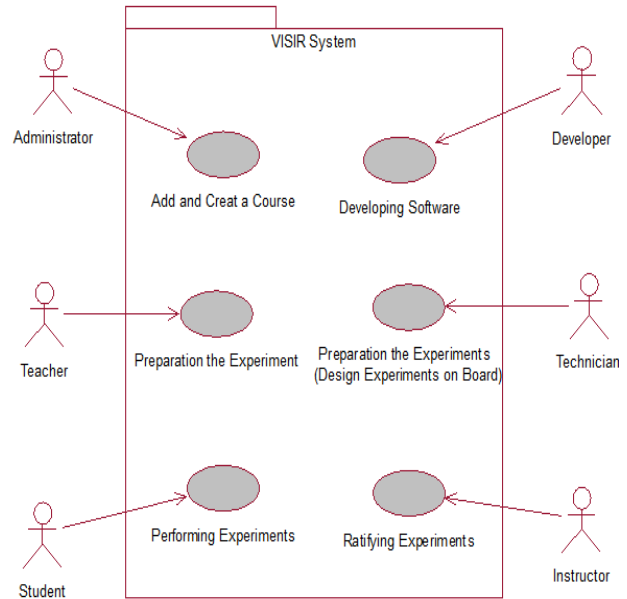 VISIR System
Administrator
Developer
Add and Creat a Course
Developing Software
Teacher
Preparation the Experiment
Preparation the Experiments
(Design Experiments on Board)
Technician
Performing Experiments
Ratifying Experiments
Student
Instructor